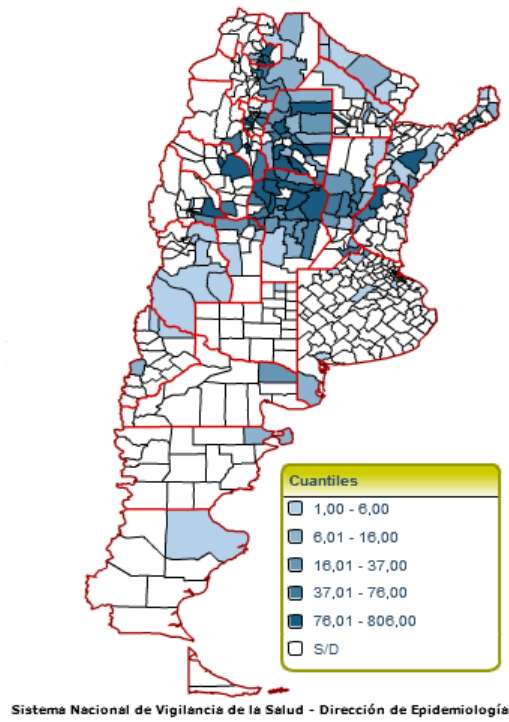 Cuantiles
1,00 - 6,00
6,01 - 16,00
16,01 - 37,00
37,01 - 76,00
76,01 - 806,00
S/D
Sistema Nacional de Vigilancia de la Salud - Dirección de Epidemiología